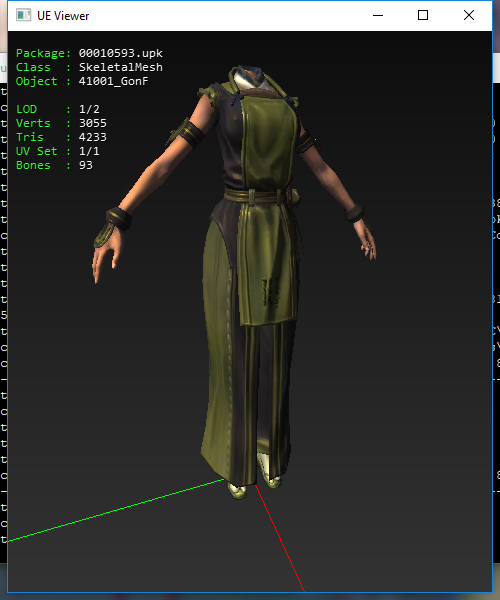 UE Viewer
Package: 00010593.upk
Class : SkeletalMesh
Object : 41001_GonF
LOD : 1/2
Verts : 3055
Tris : 4233
UV Set : 1/1
Bones : 93